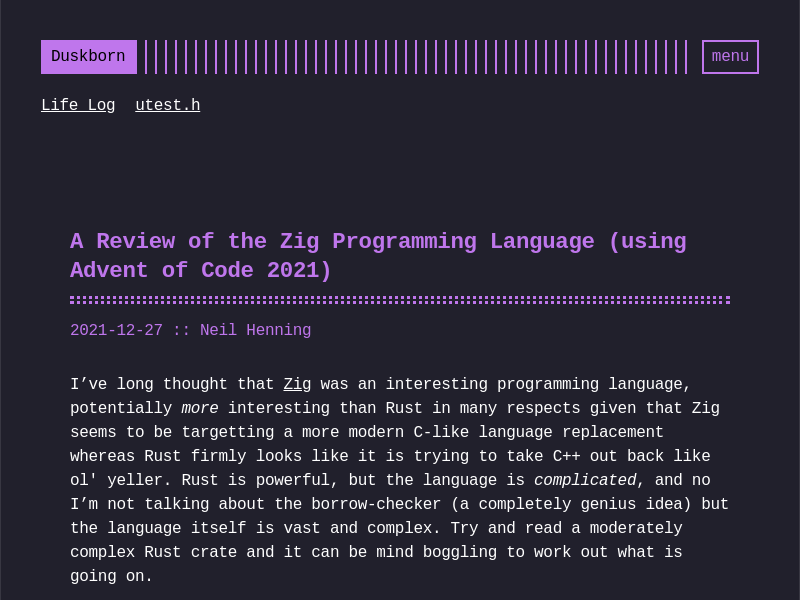 Duskborn
menu
Life Log utest.h
A Review of the Zig Programming Language (using
Advent of Code 2021)
2021-12-27 :: Neil Henning
I’ve long thought that Zig was an interesting programming language,
potentially more interesting than Rust in many respects given that Zig
seems to be targetting a more modern C-like language replacement
whereas Rust firmly looks like it is trying to take C++ out back like
ol' yeller. Rust is powerful, but the language is complicated, and no
I’m not talking about the borrow-checker (a completely genius idea) but
the language itself is vast and complex. Try and read a moderately
complex Rust crate and it can be mind boggling to work out what is
going on.